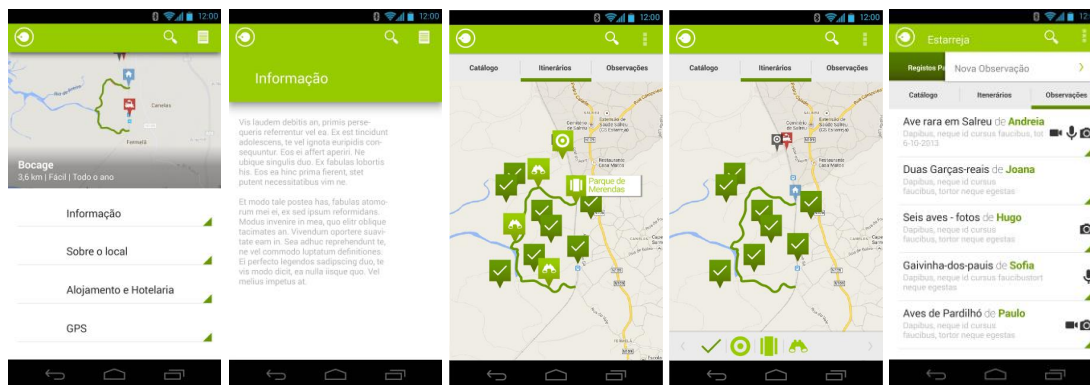 12:00
Bocage
3,6 km | Fácil | Todo o ano
Informação
Sobre o local
Alojamento e Hotelaria
GPS
12:00
Informação
Vis laudem debitis an, primis perse-
queris referrentur vel ea. Ex est tincidunt
adolescens, te vel ignota euripidis con-
sequuntur. Eos ei affert aperiri. Ne
ubique singulis duo. Ex fabulas lobortis
his. Eos ea hinc prima fierent, stet
putent necessitatibus vim ne.
Et modo tale postea has, fabulas atomo-
rum mei ei, ex sed ipsum reformidans.
Modus invenire in mea, quo elitr oblique
tacimates an. Vivendum oportere suavi-
tate eam in. Sea adhuc reprehendunt te,
ne vel commodo luptatum definitiones.
Ei perfecto legendos sadipscing duo, te
vis modo dicit, ea nulla iisque quo. Vel
melius impetus at.
12:00
Catálogo
Itinerários
Observações
Parque de
Merendas
12:00
Catálogo
Itinerários
Observações
Estarreja
Registos Pa
Nova Observação
Catálogo
Itenerários
Observações
Ave rara em Salreu de Andreia
Dapibus, neque id cursus faucibus, tor
6-10-2013
Duas Garças-reais de Joana
Dapibus, neque id cursus
faucibus, tortor neque egestas
Seis aves - fotos de Hugo
Dapibus, neque id cursus
faucibus, tortor neque egestas
Gaivinha-dos-pauis de Sofia
Dapibus, neque id cursus faucibustort
neque egestas
Aves de Pardilhó de Paulo
Dapibus, neque id cursus
faucibus, tortor neque egestas